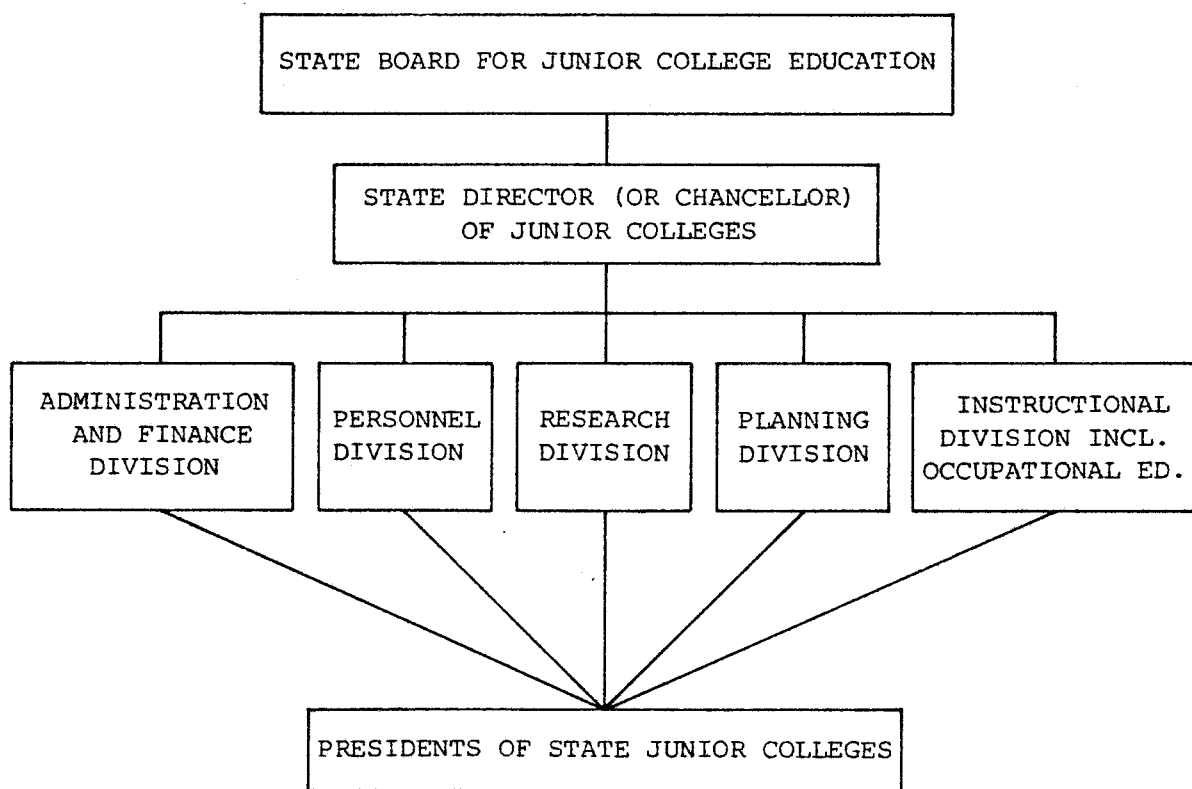 STATE BOARD FOR JUNIOR COLLEGE EDUCATION
STATE DIRECTOR (OR CHANCELLOR)
OF JUNIOR COLLEGES
ADMINISTRATION
AND FINANCE
DIVISION
PERSONNEL
DIVISION
RESEARCH
DIVISION
PLANNING
DIVISION
INSTRUCTIONAL
DIVISION INCL.
OCCUPATIONAL ED.
PRESIDENTS OF STATE JUNIOR COLLEGES